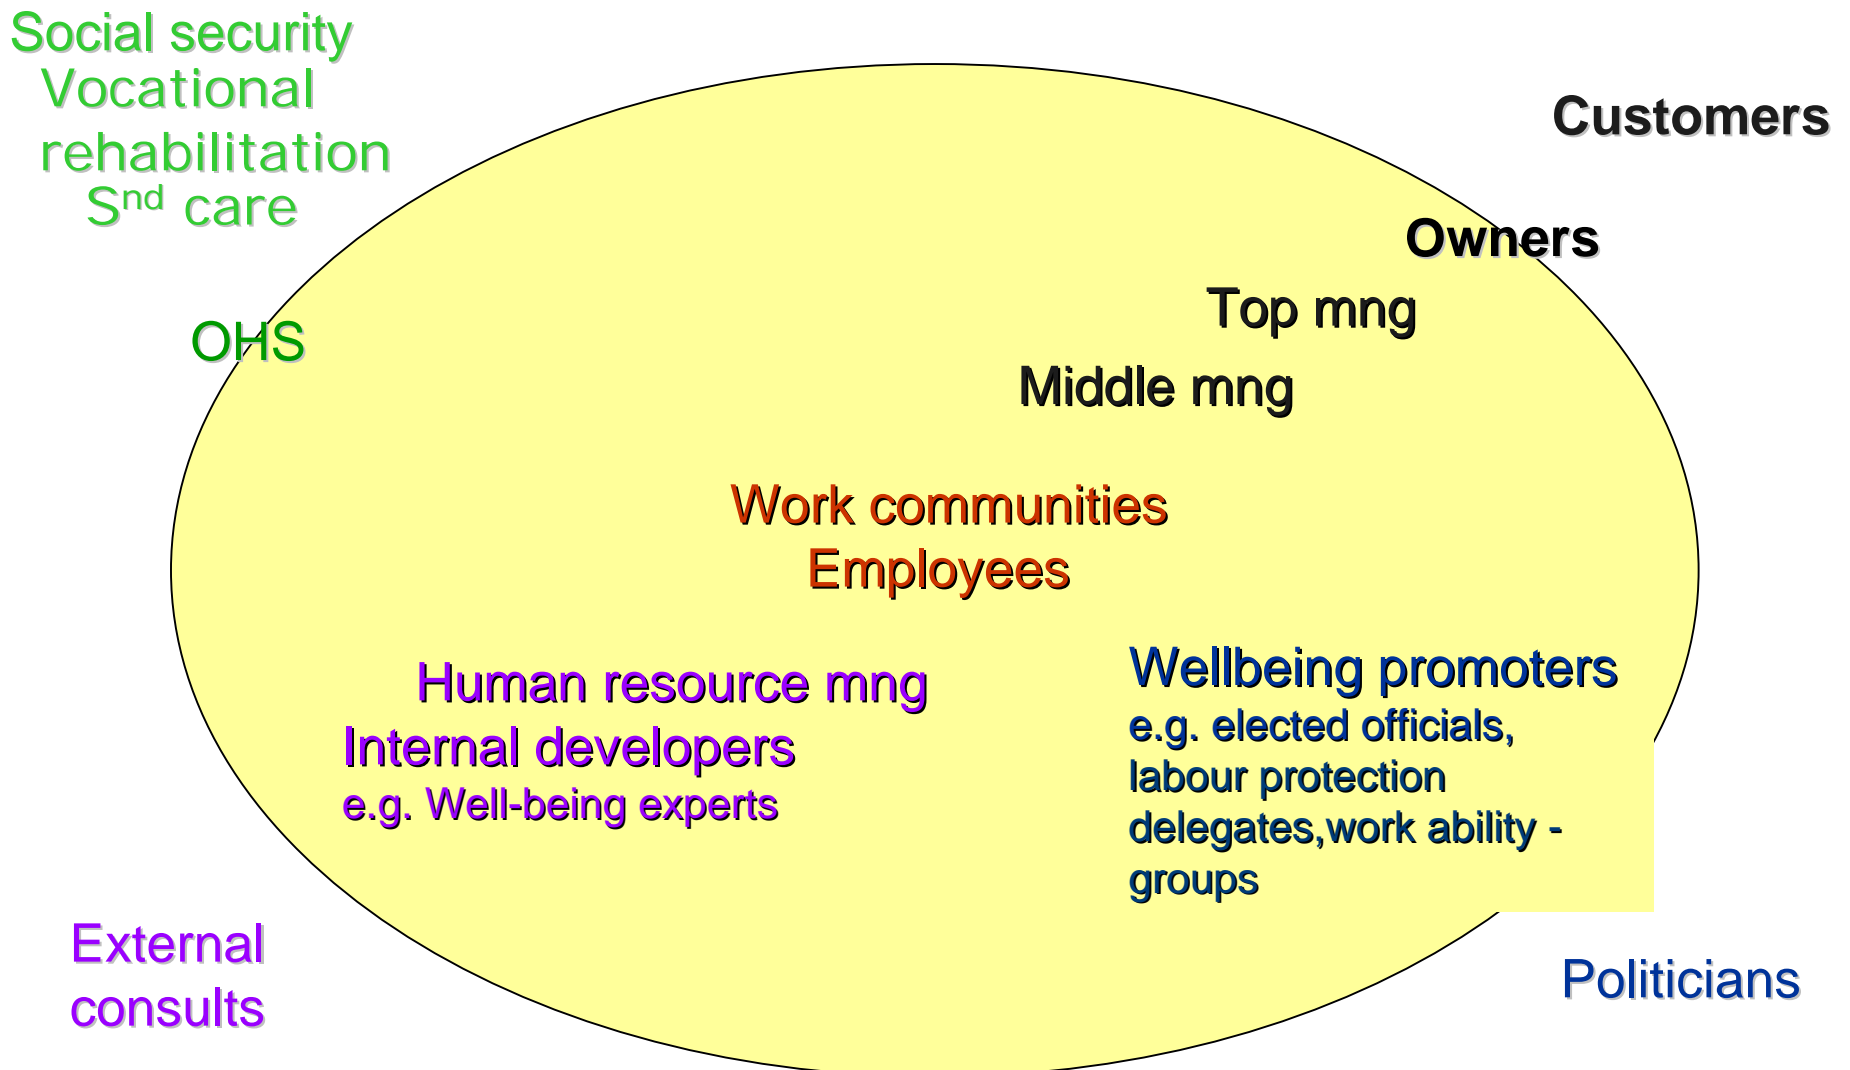 Social security
Vocational
rehabilitation
Snd care
Customers
Owners
OHS
Top mng
Middle mng
Work communities
Employees
Human resource mng
Internal developers
e.g. Well-being experts
Wellbeing promoters
e.g. elected officials,
labour protection
delegates,work ability -
groups
External
consults
Politicians